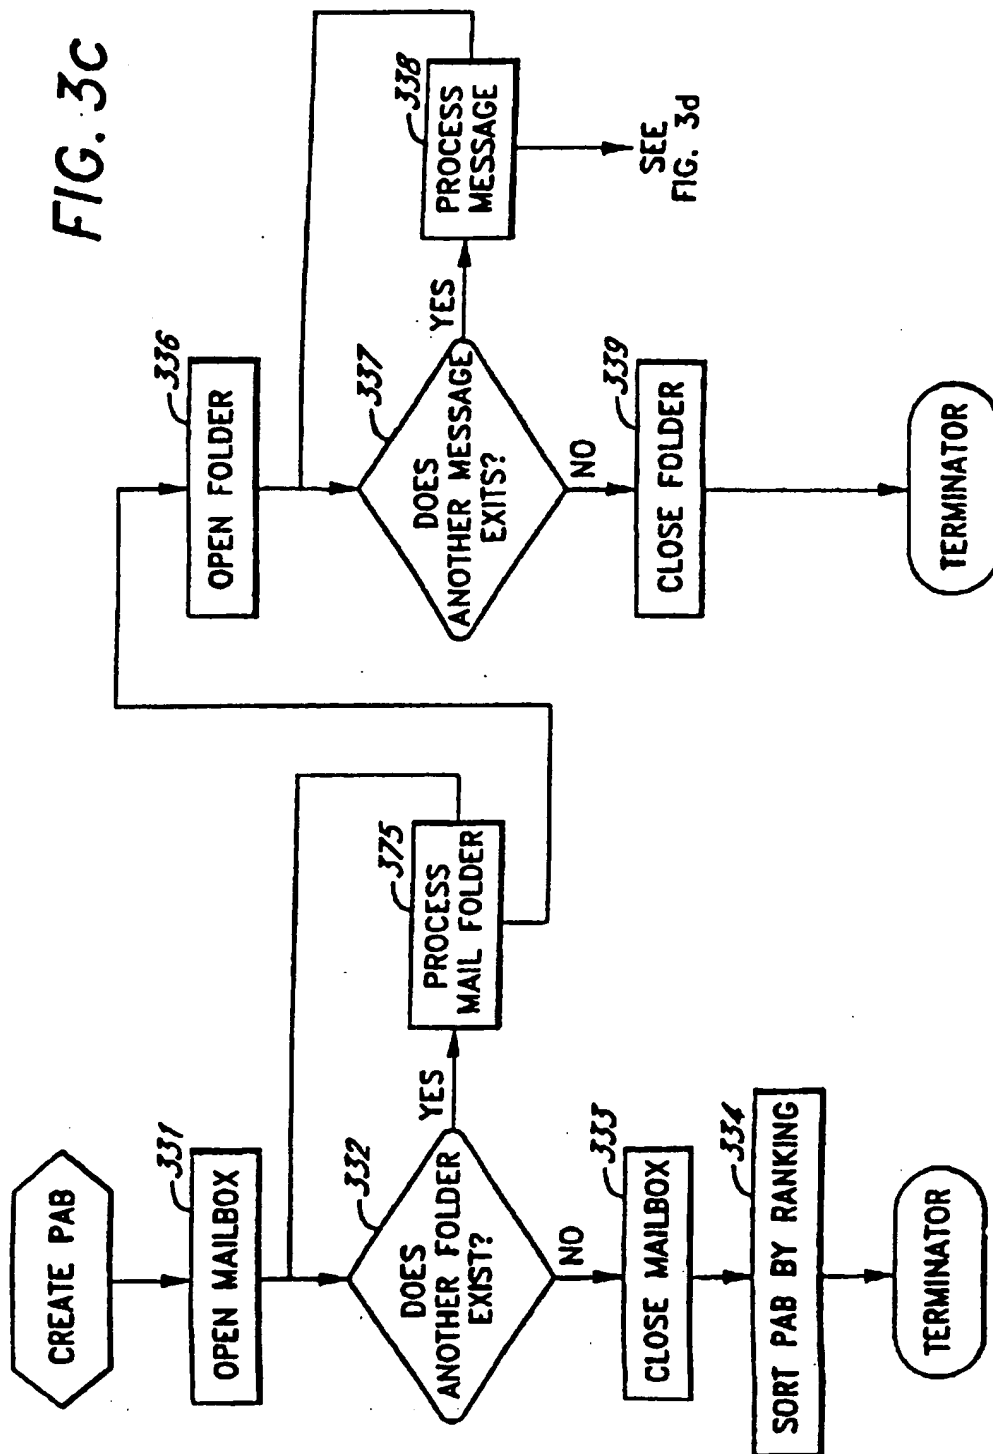 FIG. 3c
CREATE PAB
331
OPEN MAILBOX
332
DOES
ANOTHER FOLDER
EXIST?
YES
375
PROCESS
MAIL FOLDER
NO
333
CLOSE MAILBOX
334
SORT PAB BY RANKING
TERMINATOR
336
OPEN FOLDER
337
DOES
ANOTHER MESSAGE
EXITS?
YES
338
PROCESS
MESSAGE
SEE
FIG. 3d
NO
339
CLOSE FOLDER
TERMINATOR